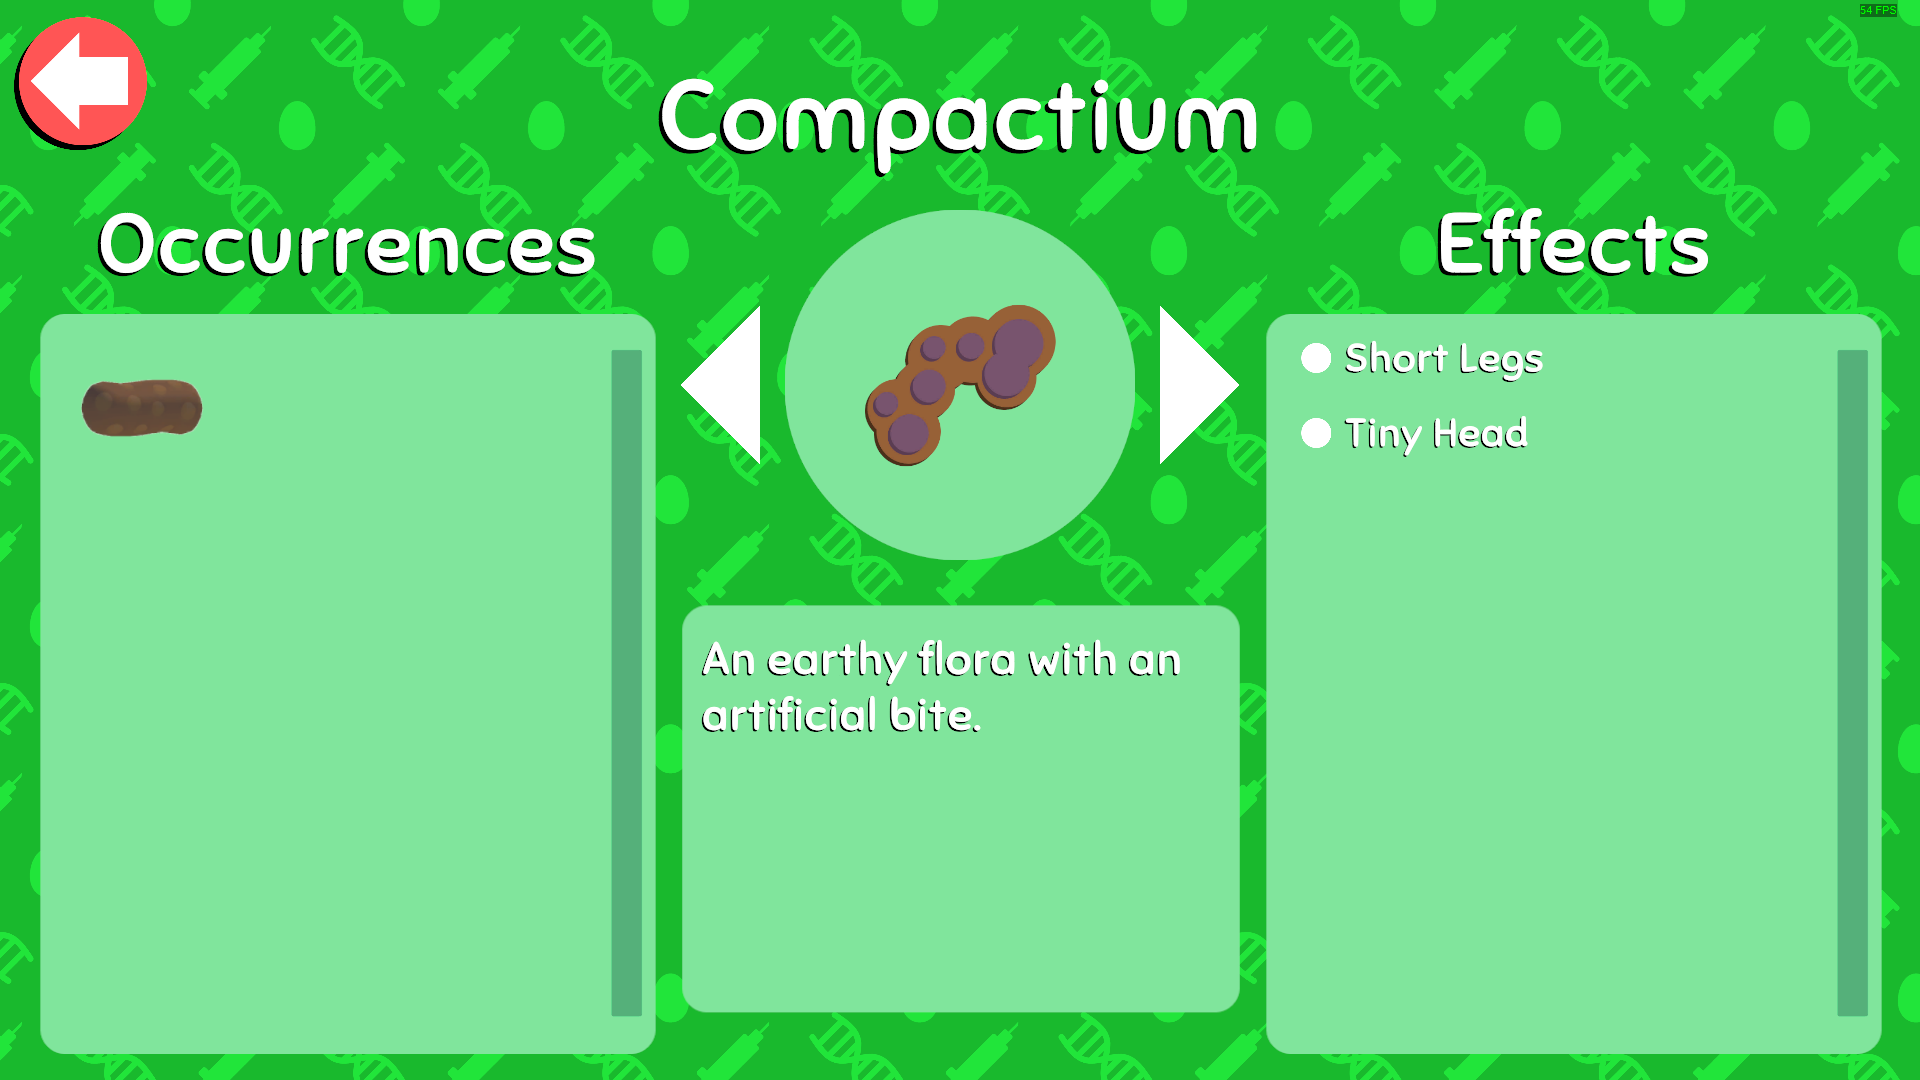 54 FPS
Compactium
Occurrences
Effects
Short Legs
Tiny Head
An earthy flora with an
artificial bite.